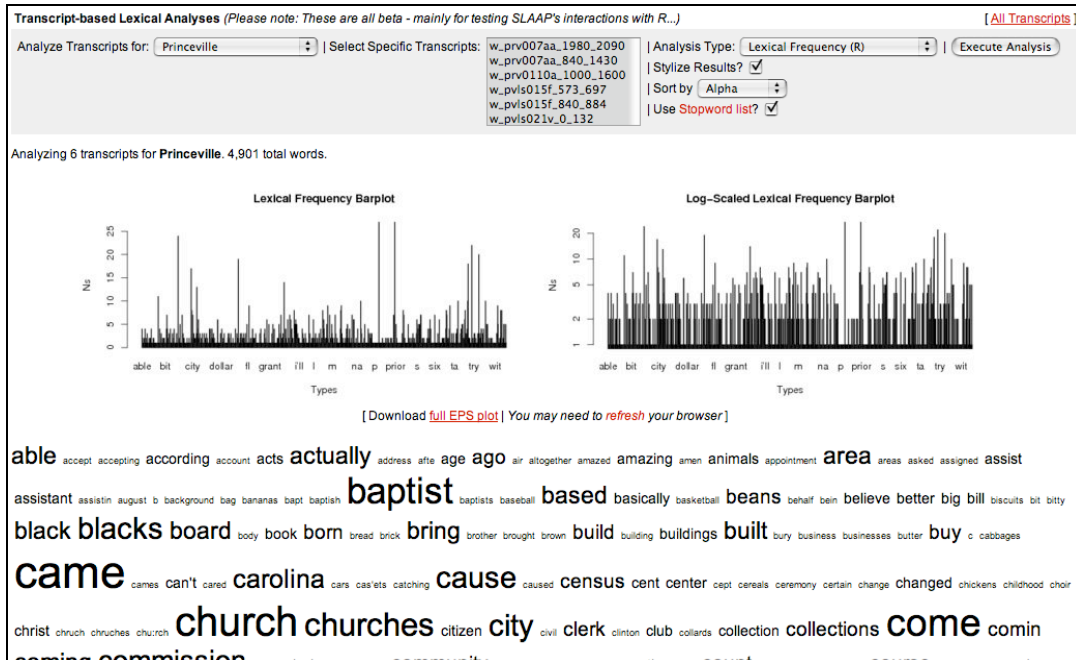 Transcript-based Lexical Analyses (Please note: These are all beta - mainly for testing SLAAP's interactions with R...) [ All Transcripts ]
Analyze Transcripts for: Princeville | Select Specific Transcripts: w_prv007aa_1980_2090 | Analysis Type: Lexical Frequency (R) | Execute Analysis
w_prv007aa_840_1430 | Stylize Results?
w_prv0110a_1000_1600
w_pvls015f_573_697 | Sort by Alpha
w_pvls015f_840_884 | Use Stopword list?
w_pvls021v_0_132
Analyzing 6 transcripts for Princeville. 4,901 total words.
Lexical Frequency Barplot
Ns
25
20
15
10
5
0
able bit city dollar fl grant i'll l m na p prior s six ta try wit
Types
Log-Scaled Lexical Frequency Barplot
Ns
20
10
5
2
1
able bit city dollar fl grant i'll l m na p prior s six ta try wit
Types
[ Download full EPS plot | You may need to refresh your browser ]
able accept accepting according account acts actually address afte age ago air altogether amazed amazing amen animals appointment area areas asked assigned assist
assistant assistin august b background bag bananas bapt baptish baptist baptists baseball based basically basketball beans behalf bein believe better big bill biscuits bit bitty
black blacks board body book born bread brick bring brother brought brown build building buildings built bury business businesses butter buy c cabbages
came cames can't cared carolina cars cas'ets catching cause caused census cent center cept cereals ceremony certain change changed chickens childhood choir
christ chruch chruches chu:rch church churches citizen city civil clerk clinton club collards collection collections come comin
coming commission community count course